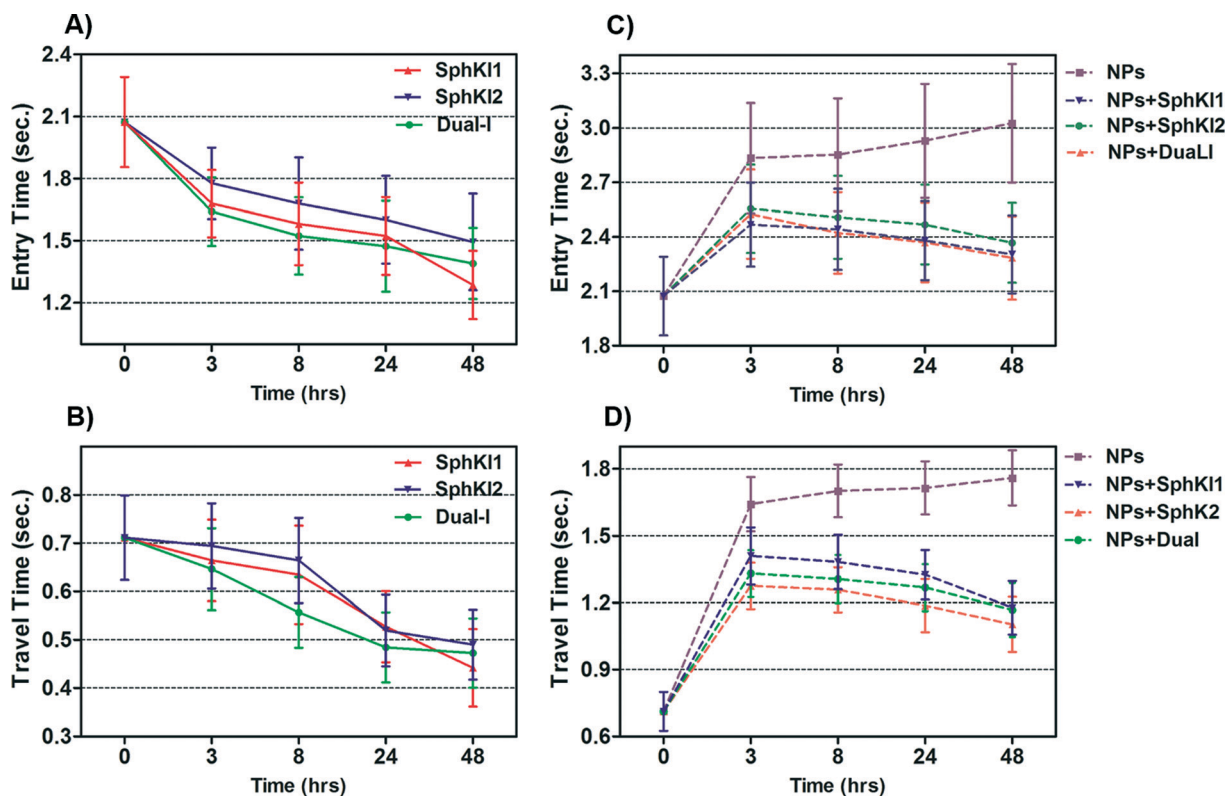 A)
Entry Time (sec.)
2.4
2.1
1.8
1.5
1.2
SphKI1
SphKI2
Dual-I
0 3 8 24 48
Time (hrs)
B)
Travel Time (sec.)
0.8
0.7
0.6
0.5
0.4
0.3
SphKI1
SphKI2
Dual-I
0 3 8 24 48
Time (hrs)
C)
Entry Time (sec.)
3.3
3.0
2.7
2.4
2.1
1.8
NPs
NPs+SphKI1
NPs+SphKI2
NPs+DuaLI
0 3 8 24 48
Time (hrs)
D)
Travel Time (sec.)
1.8
1.5
1.2
0.9
0.6
NPs
NPs+SphKI1
NPs+SphK2
NPs+Dual
0 3 8 24 48
Time (hrs)